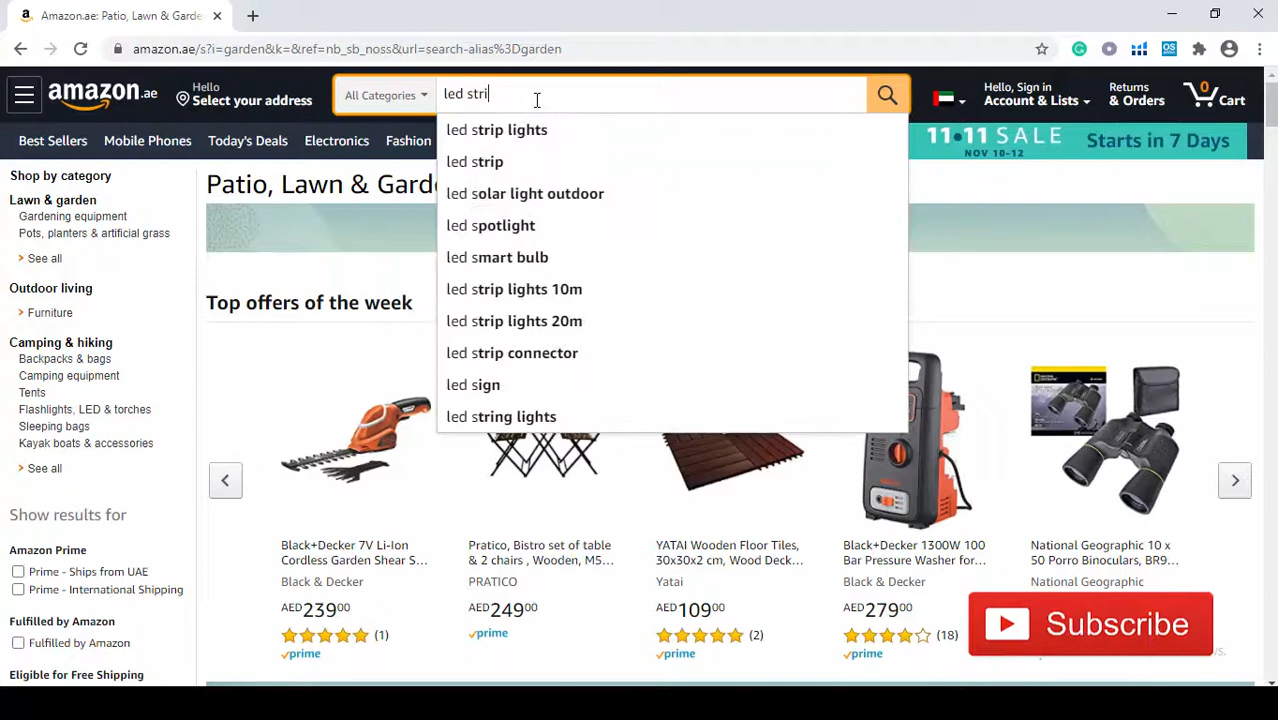 Amazon.ae: Patio, Lawn & Garde
amazon.ae/s?i=garden&k=&ref=nb_sb_noss&url=search-alias%3Dgarden
amazon.ae
Hello
Select your address
All Categories
led stri
Hello, Sign in
Account & Lists
Returns
& Orders
Cart
Best Sellers
Mobile Phones
Today's Deals
Electronics
Fashion
11•11 SALE
NOV 10-12
Starts in 7 Days
led strip lights
led strip
led solar light outdoor
led spotlight
led smart bulb
led strip lights 10m
led strip lights 20m
led strip connector
led sign
led string lights
Shop by category
Lawn & garden
Gardening equipment
Pots, planters & artificial grass
See all
Outdoor living
Furniture
Camping & hiking
Backpacks & bags
Camping equipment
Tents
Flashlights, LED & torches
Sleeping bags
Kayak boats & accessories
See all
Show results for
Amazon Prime
Prime - Ships from UAE
Prime - International Shipping
Fulfilled by Amazon
Fulfilled by Amazon
Eligible for Free Shipping
Patio, Lawn & Garde
Top offers of the week
Black+Decker 7V Li-Ion
Cordless Garden Shear S...
Black & Decker
AED23900
(1)
prime
Pratico, Bistro set of table
& 2 chairs , Wooden, M5...
PRATICO
AED24900
prime
YATAI Wooden Floor Tiles,
30x30x2 cm, Wood Deck...
Yatai
AED10900
(2)
prime
Black+Decker 1300W 100
Bar Pressure Washer for...
Black & Decker
AED27900
(18)
prime
National Geographic 10 x
50 Porro Binoculars, BR9...
National Geographic
Subscribe